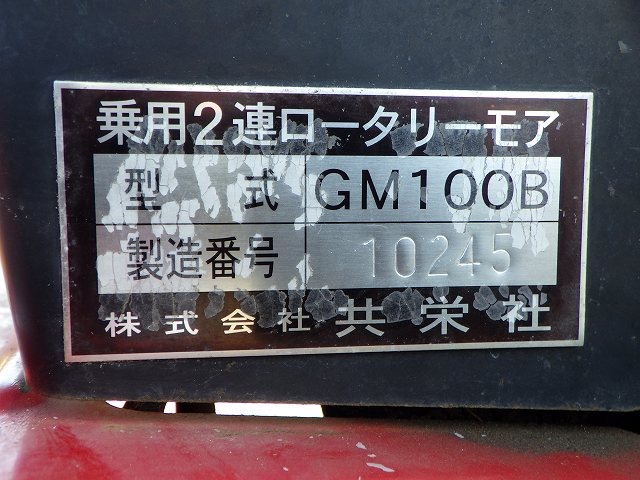 乗用2連ロータリーモア
型式 GM100B
製造番号 10245
株式会社 共栄社